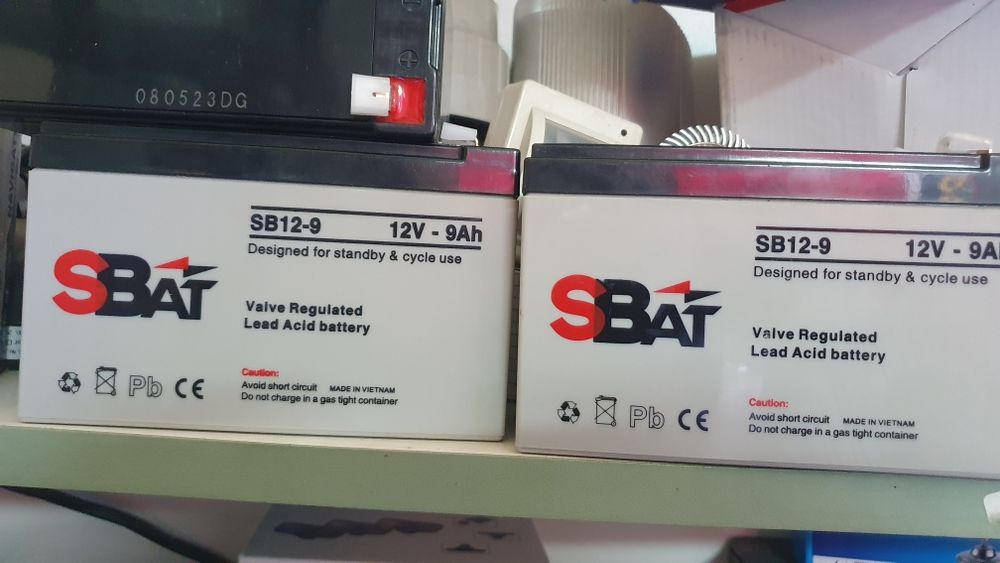 080523DG
SB12-9 12V - 9Ah
Designed for standby & cycle use
SBAT
Valve Regulated
Lead Acid battery
Pb CE
Caution:
Avoid short circuit MADE IN VIETNAM
Do not charge in a gas tight container
SB12-9 12V - 9A
Designed for standby & cycle use
SBAT
Valve Regulated
Lead Acid battery
Pb CE
Caution:
Avoid short circuit MADE IN VIETNAM
Do not charge in a gas tight container